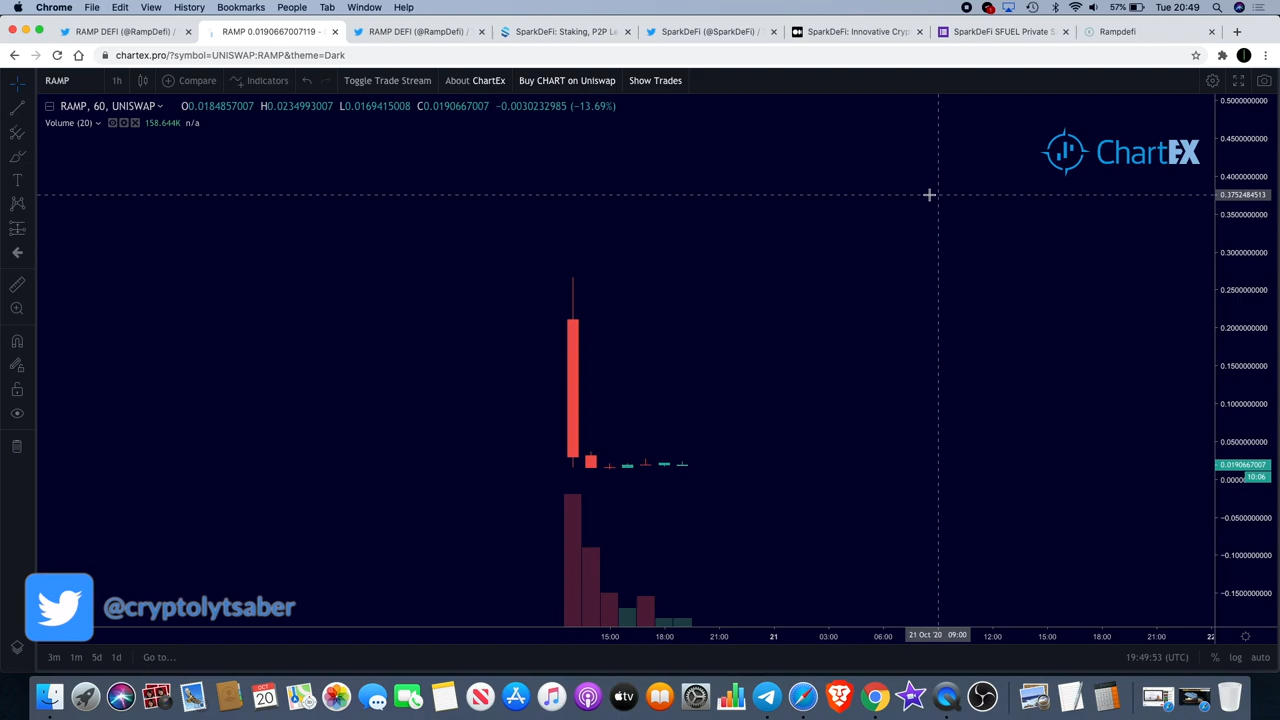 Chrome File Edit View History Bookmarks People Tab Window Help 57% Tue 20:49
RAMP DEFI (@RampDefi) / RAMP 0.0190667007119 - RAMP DEFI (@RampDefi) / SparkDeFi: Staking, P2P Le SparkDeFi (@SparkDefi) / SparkDeFi: Innovative Cryp SparkDeFi SFUEL Private S Rampdefi
chartex.pro/?symbol=UNISWAP:RAMP&theme=Dark
RAMP 1h Compare Indicators Toggle Trade Stream About ChartEx Buy CHART on Uniswap Show Trades
RAMP, 60, UNISWAP O0.0184857007 H0.0234993007 L0.0169415008 C0.0190667007 −0.0030232985 (−13.69%)
Volume (20) 158.644K n/a
ChartEX
0.5000000000
0.4500000000
0.4000000000
0.3752484513
0.3500000000
0.3000000000
0.2500000000
0.2000000000
0.1500000000
0.1000000000
0.0500000000
0.0190667007
10:06
−0.0500000000
−0.1000000000
−0.1500000000
@cryptolytsaber
15:00 18:00 21:00 21 03:00 06:00 21 Oct '20 09:00 12:00 15:00 18:00 21:00 22
3m 1m 5d 1d Go to... 19:49:53 (UTC) % log auto
OCT
20
tv